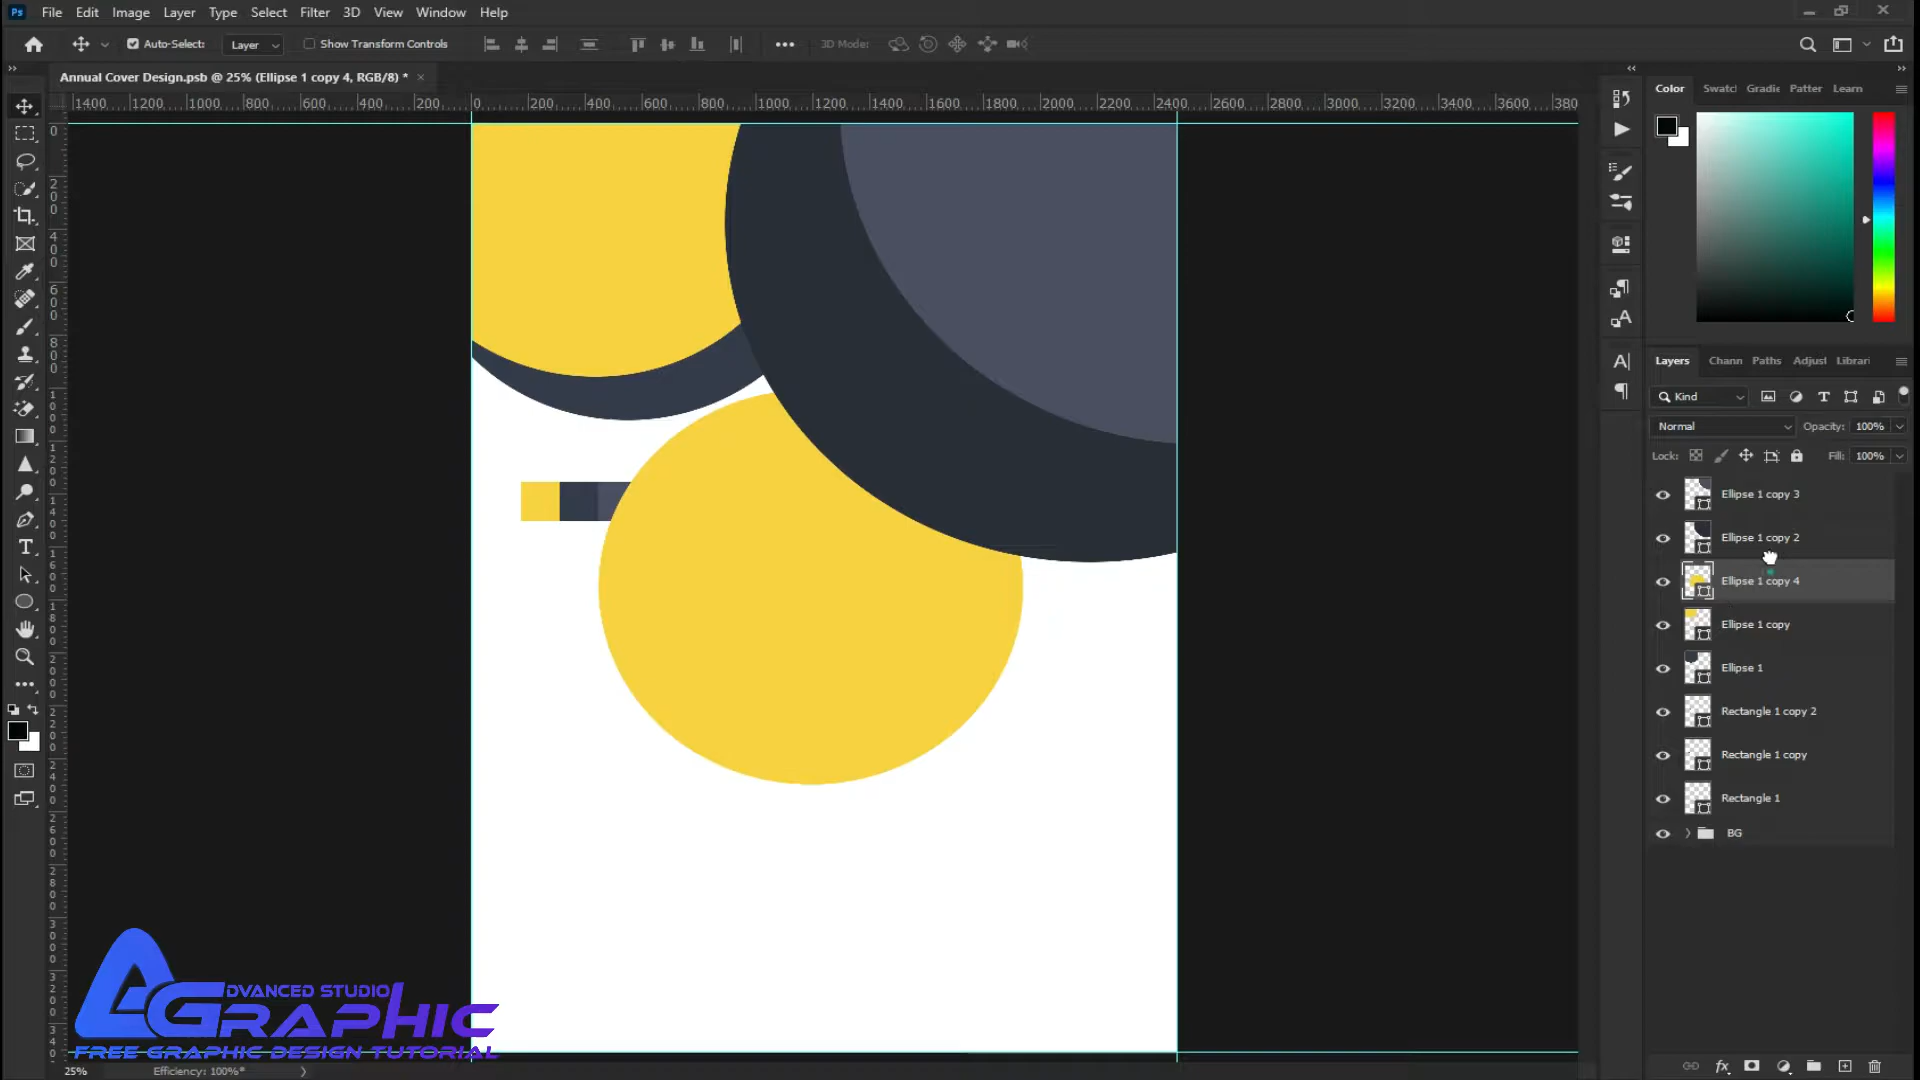 Ps File Edit Image Layer Type Select Filter 3D View Window Help
Auto-Select: Layer Show Transform Controls 3D Mode:
Annual Cover Design.psb @ 25% (Ellipse 1 copy 4, RGB/8) * ×
1400 1200 1000 800 600 400 200 0 200 400 600 800 1000 1200 1400 1600 1800 2000 2200 2400 2600 2800 3000 3200 3400 3600 3800
Color Swatc Gradie Patter Learn
Layers Chann Paths Adjust Librari
Kind
Normal Opacity: 100%
Lock: Fill: 100%
Ellipse 1 copy 3
Ellipse 1 copy 2
Ellipse 1 copy 4
Ellipse 1 copy
Ellipse 1
Rectangle 1 copy 2
Rectangle 1 copy
Rectangle 1
BG
DVANCED STUDIO
GRAPHIC
FREE GRAPHIC DESIGN TUTORIAL
25% Efficiency: 100%*